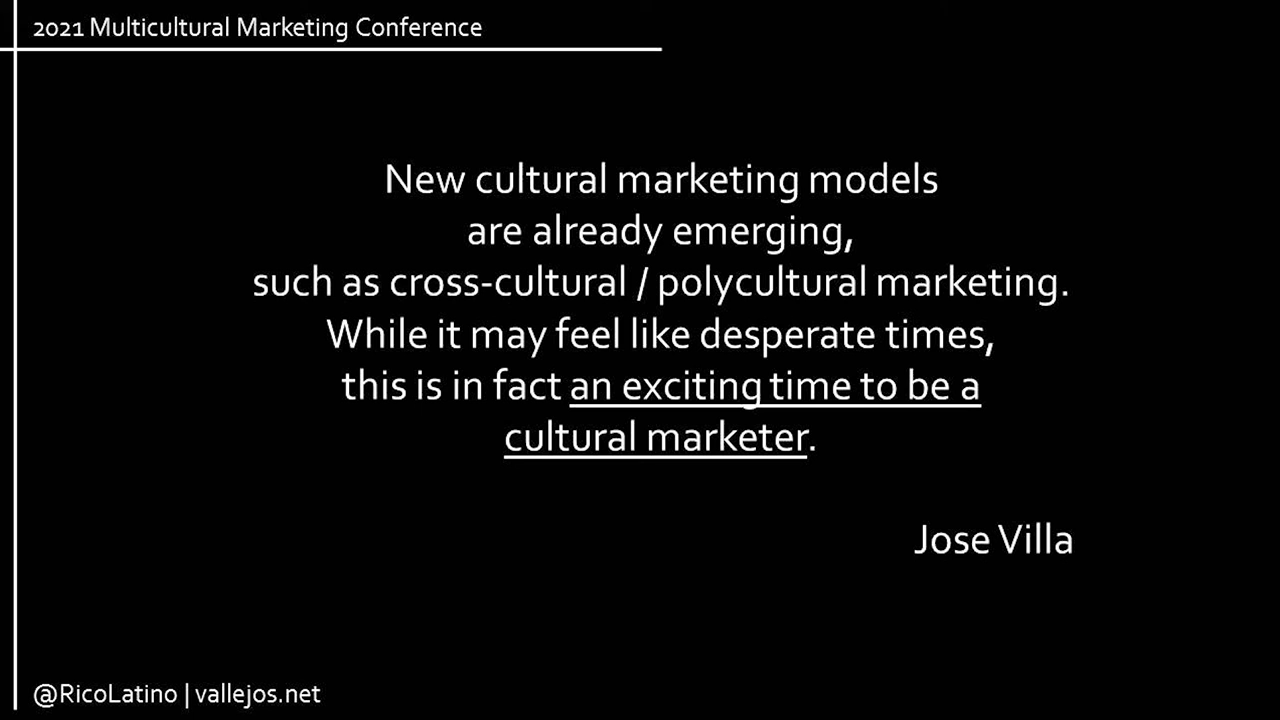 2021 Multicultural Marketing Conference
New cultural marketing models
are already emerging,
such as cross-cultural / polycultural marketing.
While it may feel like desperate times,
this is in fact an exciting time to be a
cultural marketer.
Jose Villa
@RicoLatino | vallejos.net